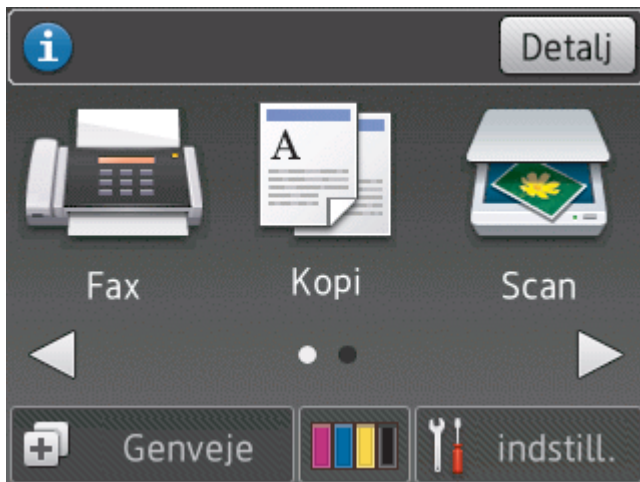 Detalj
Fax
Kopi
Scan
Genveje
indstill.